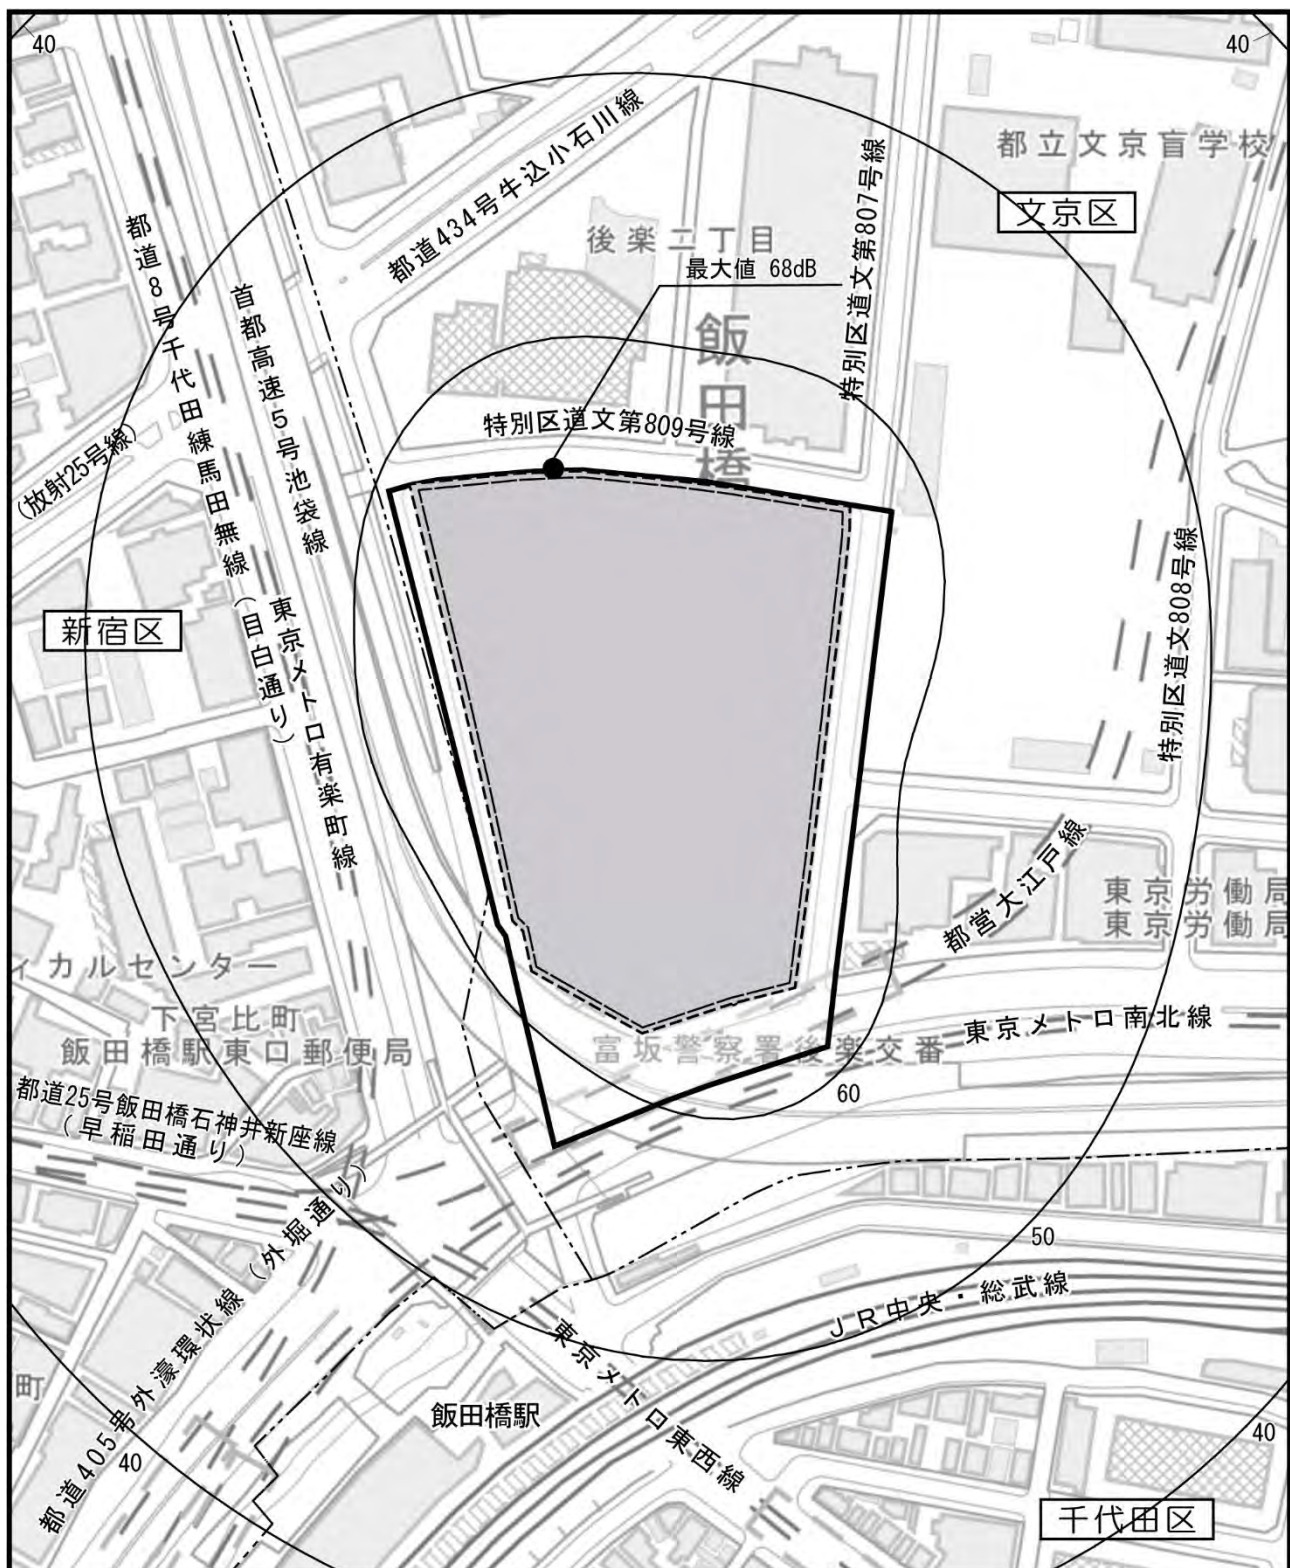 40
40
都道434号牛込小石川線
都立文京盲学校
文京区
後楽二丁目
最大値 68dB
飯田橋
特別区道文第807号線
都道8号千代田練馬田無線(目白通り)
首都高速5号池袋線
特別区道文第809号線
(放射25号線)
新宿区
東京メトロ有楽町線
特別区道文第808号線
都営大江戸線
東京労働局
東京労働局
ィカルセンター
下宮比町
飯田橋駅東口郵便局
富坂警察署後楽交番
東京メトロ南北線
60
都道25号飯田橋石神井新座線
(早稲田通り)
50
都道405号外濠環状線(外堀通り)
JR中央・総武線
東京メトロ東西線
町
飯田橋駅
40
40
千代田区